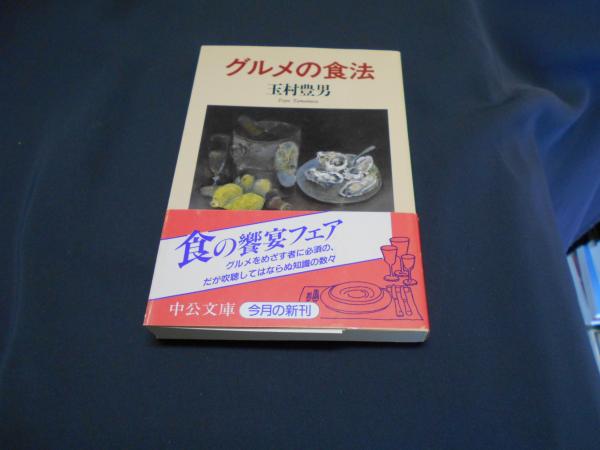 グルメの食法
玉村豊男
Toyo Tamamura
食の饗宴フェア
グルメをめざす者に必須の、
だが吹聴してはならぬ知識の数々
中公文庫 今月の新刊